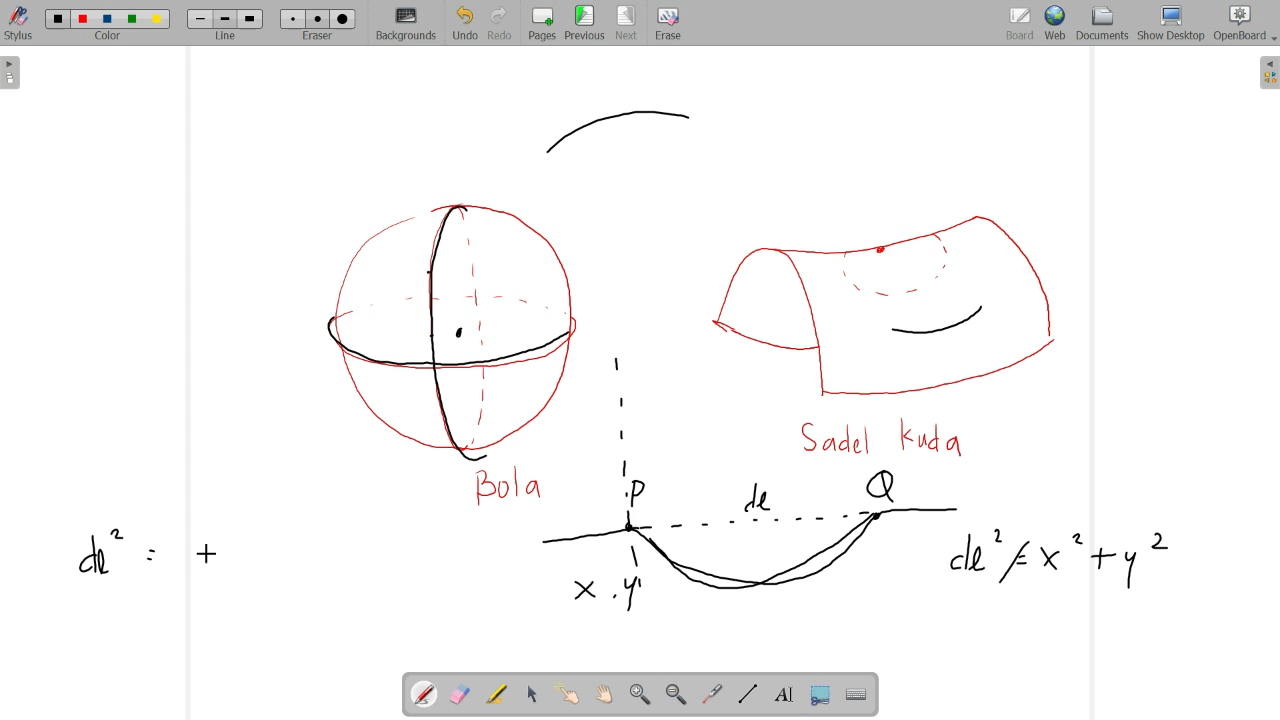 Stylus Color Line Eraser Backgrounds Undo Redo Pages Previous Next Erase Board Web Documents Show Desktop OpenBoard
Sadel Kuda
Bola
P dl Q
dl² = +
dl² ≠ x² + y²
x . y
AI